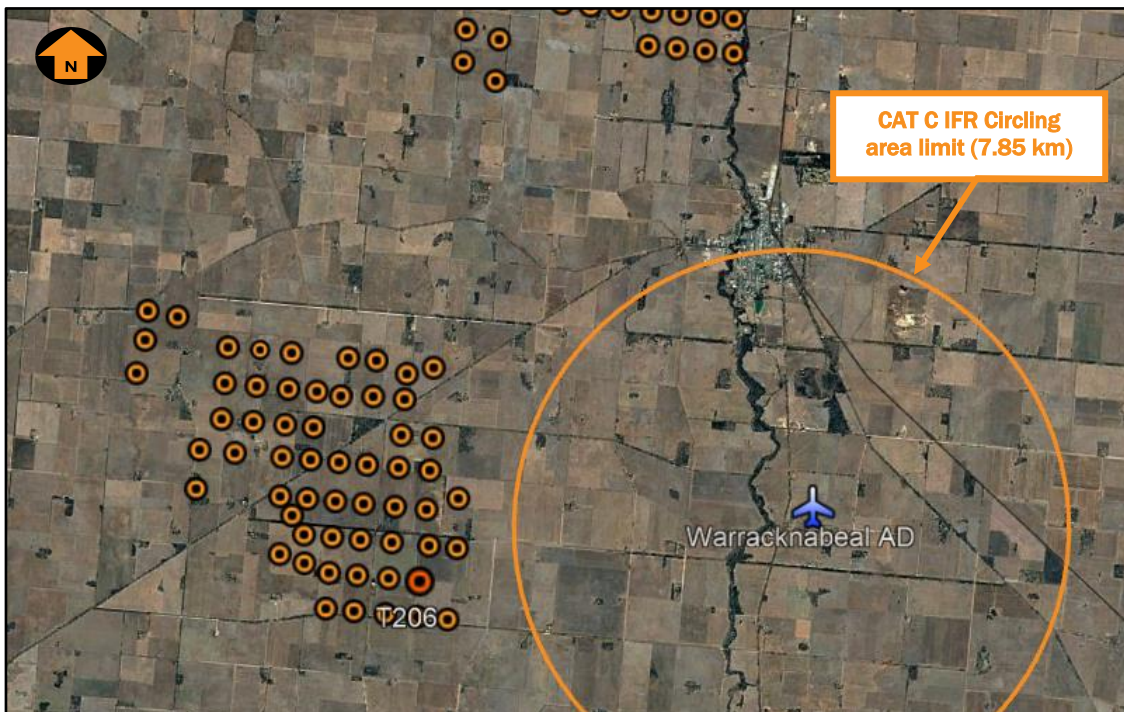 N
CAT C IFR Circling
area limit (7.85 km)
Warracknabeal AD
T206